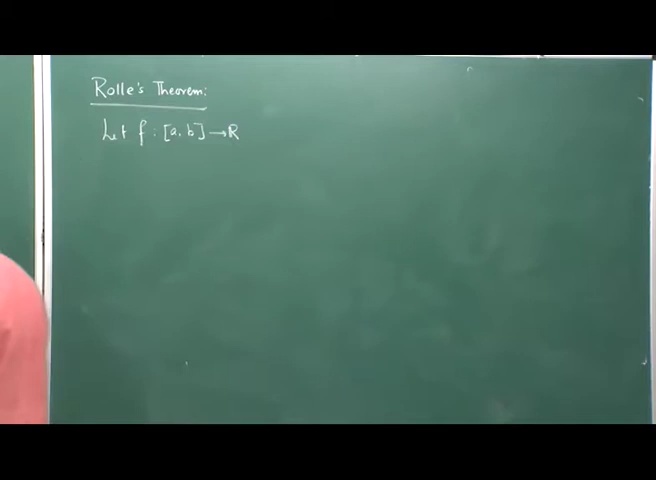 Rolle's Theorem:
Let f : [a, b] → R